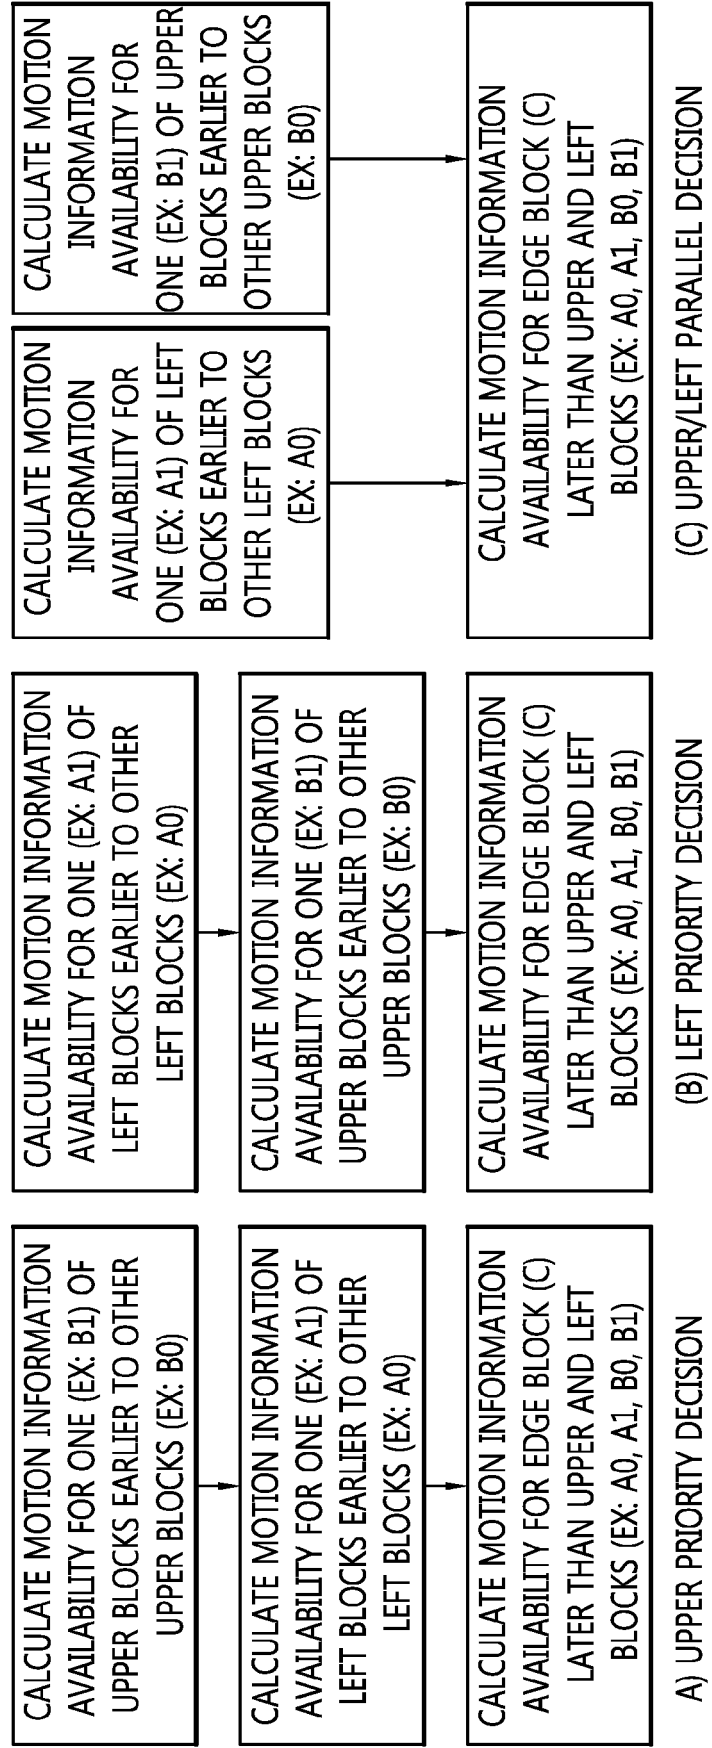 CALCULATE MOTION INFORMATION
AVAILABILITY FOR ONE (EX: B1) OF
UPPER BLOCKS EARLIER TO OTHER
UPPER BLOCKS (EX: B0)
CALCULATE MOTION INFORMATION
AVAILABILITY FOR ONE (EX: A1) OF
LEFT BLOCKS EARLIER TO OTHER
LEFT BLOCKS (EX: A0)
CALCULATE MOTION INFORMATION
AVAILABILITY FOR EDGE BLOCK (C)
LATER THAN UPPER AND LEFT
BLOCKS (EX: A0, A1, B0, B1)
A) UPPER PRIORITY DECISION
CALCULATE MOTION INFORMATION
AVAILABILITY FOR ONE (EX: A1) OF
LEFT BLOCKS EARLIER TO OTHER
LEFT BLOCKS (EX: A0)
CALCULATE MOTION INFORMATION
AVAILABILITY FOR ONE (EX: B1) OF
UPPER BLOCKS EARLIER TO OTHER
UPPER BLOCKS (EX: B0)
CALCULATE MOTION INFORMATION
AVAILABILITY FOR EDGE BLOCK (C)
LATER THAN UPPER AND LEFT
BLOCKS (EX: A0, A1, B0, B1)
(B) LEFT PRIORITY DECISION
CALCULATE MOTION
INFORMATION
AVAILABILITY FOR
ONE (EX: A1) OF LEFT
BLOCKS EARLIER TO
OTHER LEFT BLOCKS
(EX: A0)
CALCULATE MOTION
INFORMATION
AVAILABILITY FOR
ONE (EX: B1) OF UPPER
BLOCKS EARLIER TO
OTHER UPPER BLOCKS
(EX: B0)
CALCULATE MOTION INFORMATION
AVAILABILITY FOR EDGE BLOCK (C)
LATER THAN UPPER AND LEFT
BLOCKS (EX: A0, A1, B0, B1)
(C) UPPER/LEFT PARALLEL DECISION